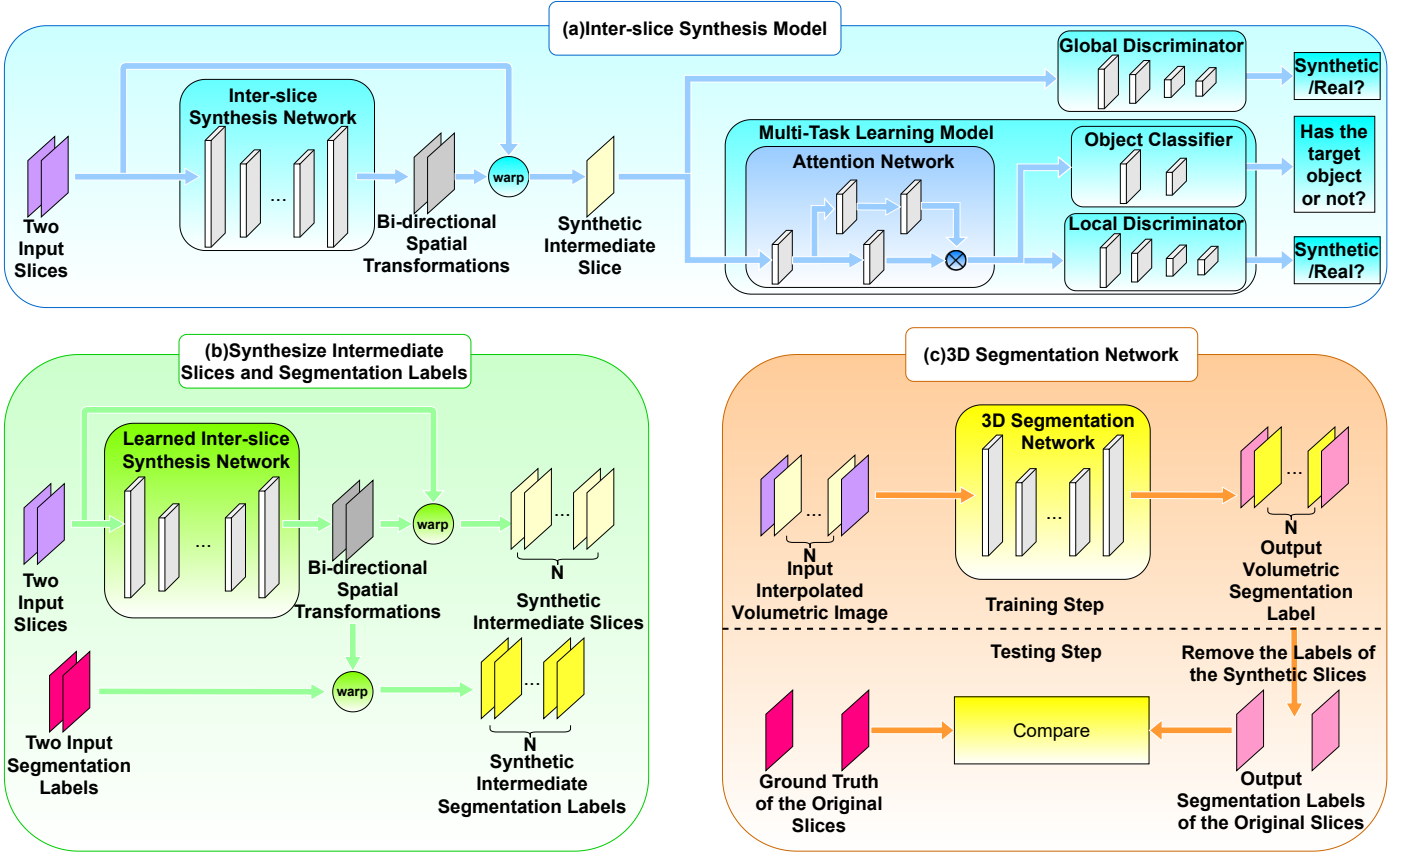 (a)Inter-slice Synthesis Model
Two
Input
Slices
Inter-slice
Synthesis Network
...
Bi-directional
Spatial
Transformations
warp
Synthetic
Intermediate
Slice
Global Discriminator
Synthetic
/Real?
Multi-Task Learning Model
Attention Network
Object Classifier
Has the
target
object
or not?
Local Discriminator
Synthetic
/Real?
(b)Synthesize Intermediate
Slices and Segmentation Labels
Two
Input
Slices
Learned Inter-slice
Synthesis Network
...
Bi-directional
Spatial
Transformations
warp
...
N
Synthetic
Intermediate Slices
Two Input
Segmentation
Labels
warp
...
N
Synthetic
Intermediate
Segmentation Labels
(c)3D Segmentation Network
...
N
Input
Interpolated
Volumetric Image
3D Segmentation
Network
...
Training Step
...
N
Output
Volumetric
Segmentation
Label
Testing Step
Remove the Labels of
the Synthetic Slices
Ground Truth
of the Original
Slices
Compare
Output
Segmentation Labels
of the Original Slices